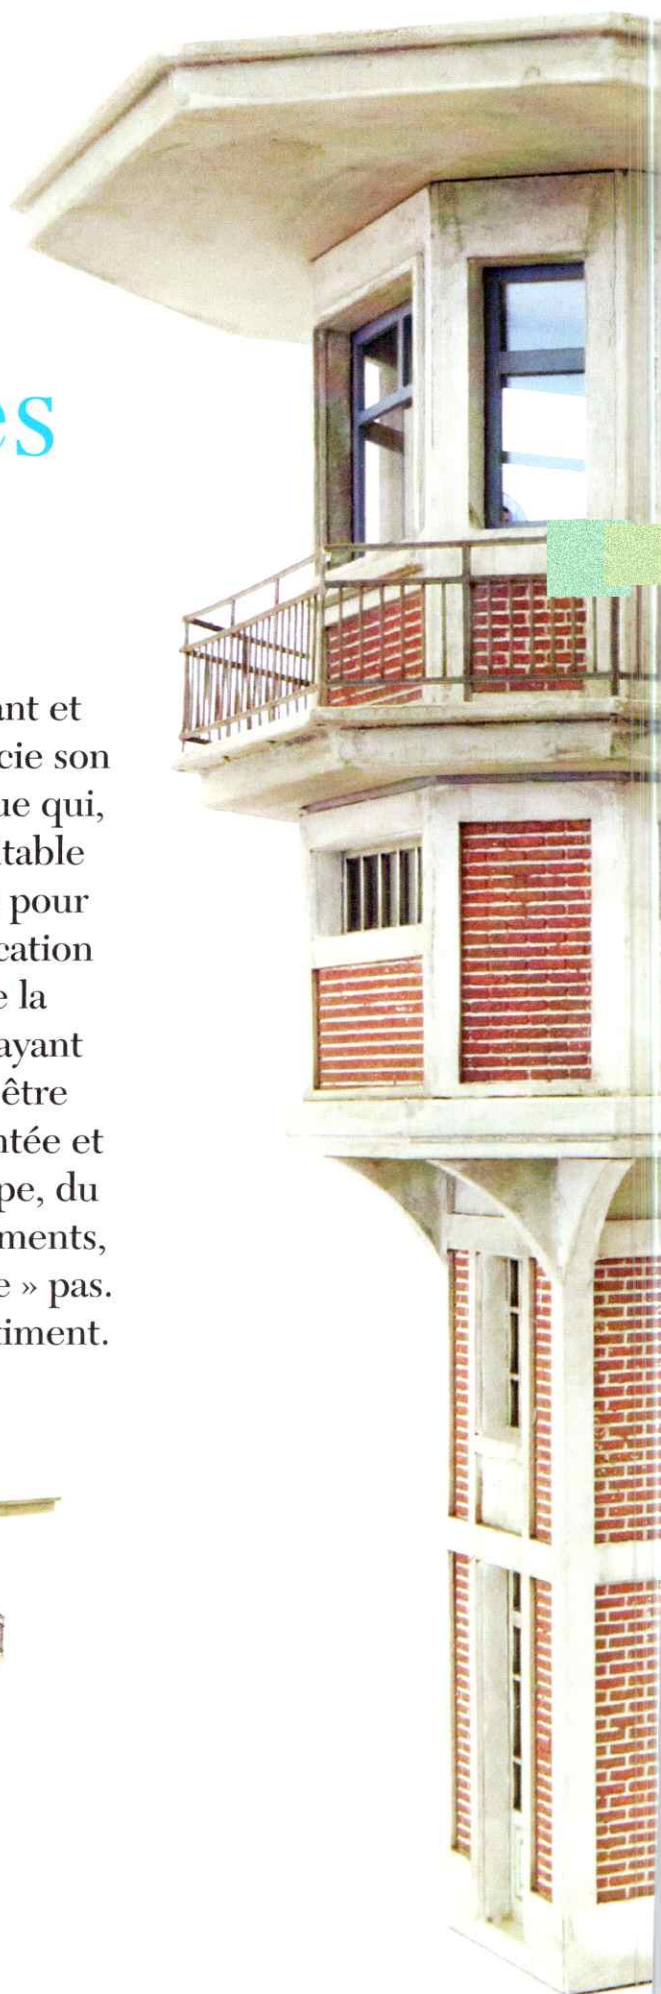 es
ant et
cie son
ue qui,
table
pour
cation
e la
ayant
être
ntée et
pe, du
ments,
e » pas.
timent.